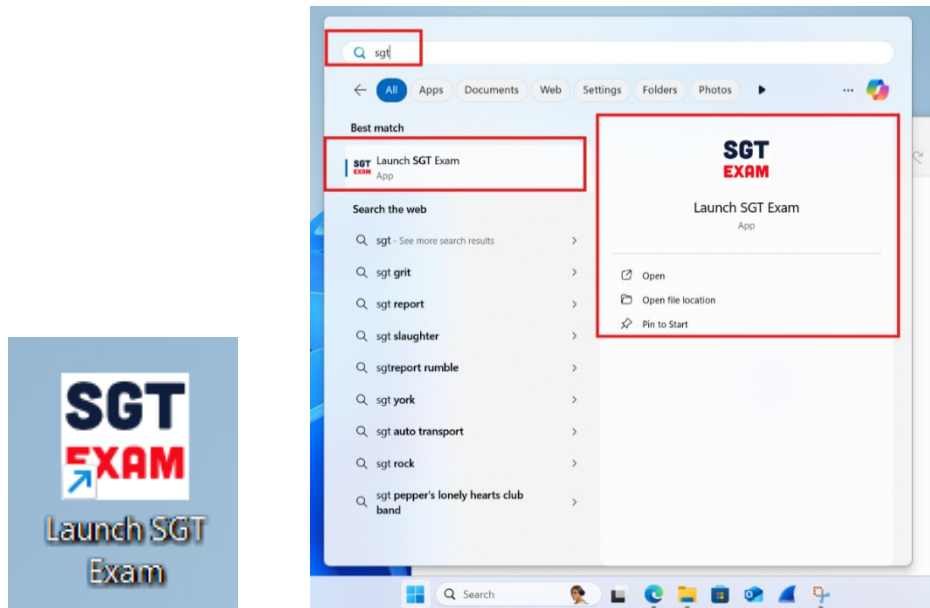 SGT
EXAM
Launch SGT
Exam
sgt
All Apps Documents Web Settings Folders Photos ...
Best match
SGT
EXAM
Launch SGT Exam
App
Search the web
sgt - See more search results
sgt grit
sgt report
sgt slaughter
sgtreport rumble
sgt york
sgt auto transport
sgt rock
sgt pepper's lonely hearts club
band
SGT
EXAM
Launch SGT Exam
App
Open
Open file location
Pin to Start
Search